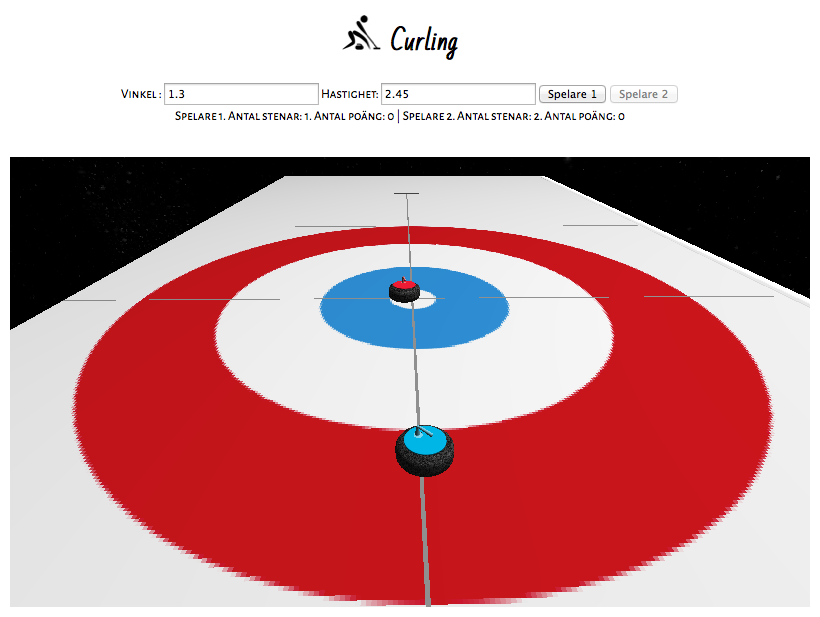 Curling
Vinkel: 1.3 Hastighet: 2.45 Spelare 1 Spelare 2
Spelare 1. Antal stenar: 1. Antal poäng: 0 | Spelare 2. Antal stenar: 2. Antal poäng: 0